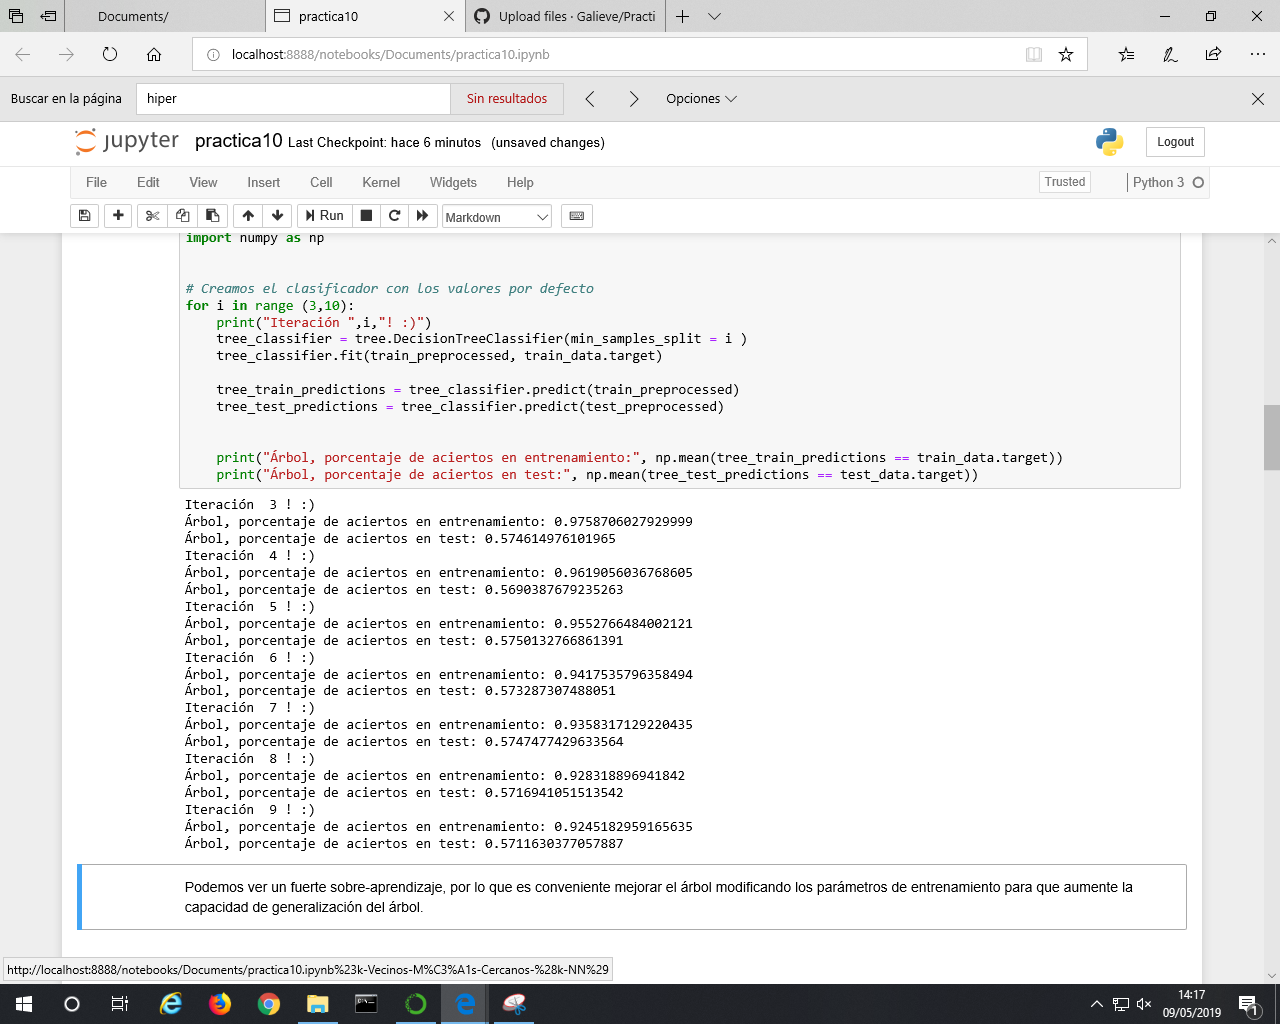 Documents/
practica10
Upload files · Galieve/Practi
localhost:8888/notebooks/Documents/practica10.ipynb
Buscar en la página
hiper
Sin resultados
Opciones
jupyter
practica10 Last Checkpoint: hace 6 minutos (unsaved changes)
Logout
File Edit View Insert Cell Kernel Widgets Help
Trusted
Python 3
Run
Markdown
import numpy as np
# Creamos el clasificador con los valores por defecto
for i in range (3,10):
    print("Iteración ",i,"! :)")
    tree_classifier = tree.DecisionTreeClassifier(min_samples_split = i )
    tree_classifier.fit(train_preprocessed, train_data.target)
    tree_train_predictions = tree_classifier.predict(train_preprocessed)
    tree_test_predictions = tree_classifier.predict(test_preprocessed)
    print("Árbol, porcentaje de aciertos en entrenamiento:", np.mean(tree_train_predictions == train_data.target))
    print("Árbol, porcentaje de aciertos en test:", np.mean(tree_test_predictions == test_data.target))
Iteración  3 ! :)
Árbol, porcentaje de aciertos en entrenamiento: 0.9758706027929999
Árbol, porcentaje de aciertos en test: 0.574614976101965
Iteración  4 ! :)
Árbol, porcentaje de aciertos en entrenamiento: 0.9619056036768605
Árbol, porcentaje de aciertos en test: 0.5690387679235263
Iteración  5 ! :)
Árbol, porcentaje de aciertos en entrenamiento: 0.9552766484002121
Árbol, porcentaje de aciertos en test: 0.5750132766861391
Iteración  6 ! :)
Árbol, porcentaje de aciertos en entrenamiento: 0.9417535796358494
Árbol, porcentaje de aciertos en test: 0.573287307488051
Iteración  7 ! :)
Árbol, porcentaje de aciertos en entrenamiento: 0.9358317129220435
Árbol, porcentaje de aciertos en test: 0.5747477429633564
Iteración  8 ! :)
Árbol, porcentaje de aciertos en entrenamiento: 0.928318896941842
Árbol, porcentaje de aciertos en test: 0.5716941051513542
Iteración  9 ! :)
Árbol, porcentaje de aciertos en entrenamiento: 0.9245182959165635
Árbol, porcentaje de aciertos en test: 0.5711630377057887
Podemos ver un fuerte sobre-aprendizaje, por lo que es conveniente mejorar el árbol modificando los parámetros de entrenamiento para que aumente la
capacidad de generalización del árbol.
http://localhost:8888/notebooks/Documents/practica10.ipynb%23k-Vecinos-M%C3%A1s-Cercanos-%28k-NN%29
14:17
09/05/2019
1